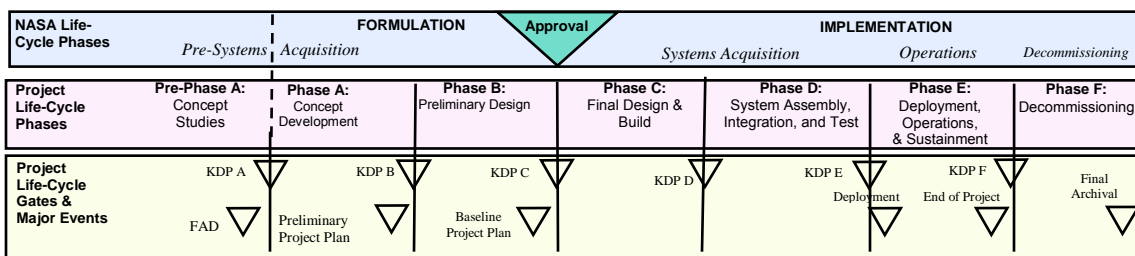 NASA Life-
Cycle Phases
FORMULATION
Approval
IMPLEMENTATION
Pre-Systems
Acquisition
Systems Acquisition
Operations
Decommissioning
Project
Life-Cycle
Phases
Pre-Phase A:
Concept
Studies
Phase A:
Concept
Development
Phase B:
Preliminary Design
Phase C:
Final Design &
Build
Phase D:
System Assembly,
Integration, and Test
Phase E:
Deployment,
Operations,
& Sustainment
Phase F:
Decommissioning
Project
Life-Cycle
Gates &
Major Events
KDP A
KDP B
KDP C
KDP D
KDP E
KDP F
FAD
Preliminary
Project Plan
Baseline
Project Plan
Deployment
End of Project
Final
Archival